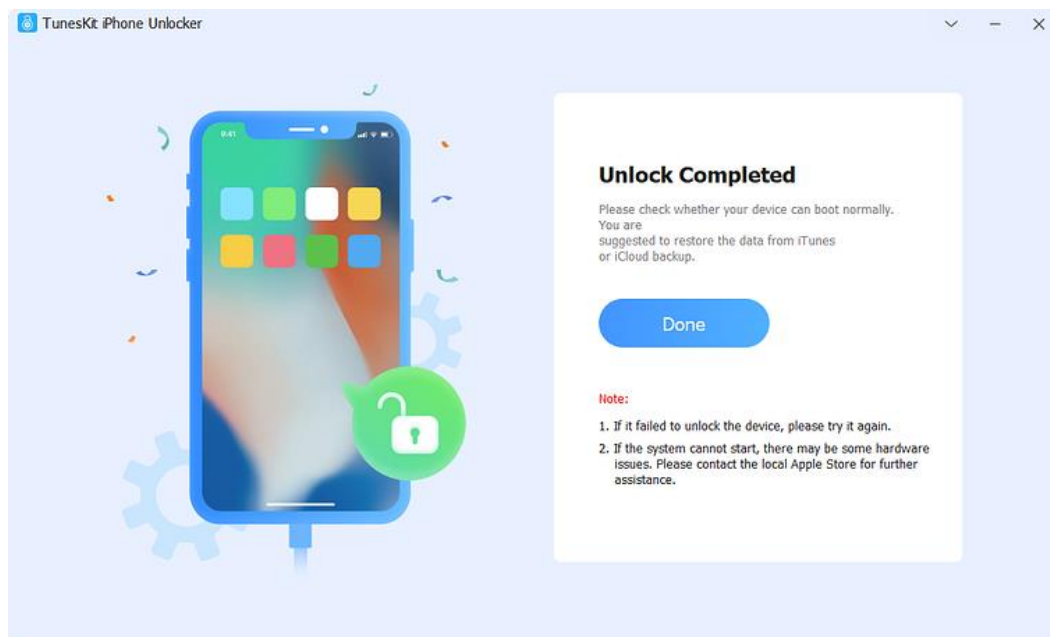 TunesKit iPhone Unlocker
9:41
Unlock Completed
Please check whether your device can boot normally.
You are
suggested to restore the data from iTunes
or iCloud backup.
Done
Note:
1. If it failed to unlock the device, please try it again.
2. If the system cannot start, there may be some hardware
issues. Please contact the local Apple Store for further
assistance.